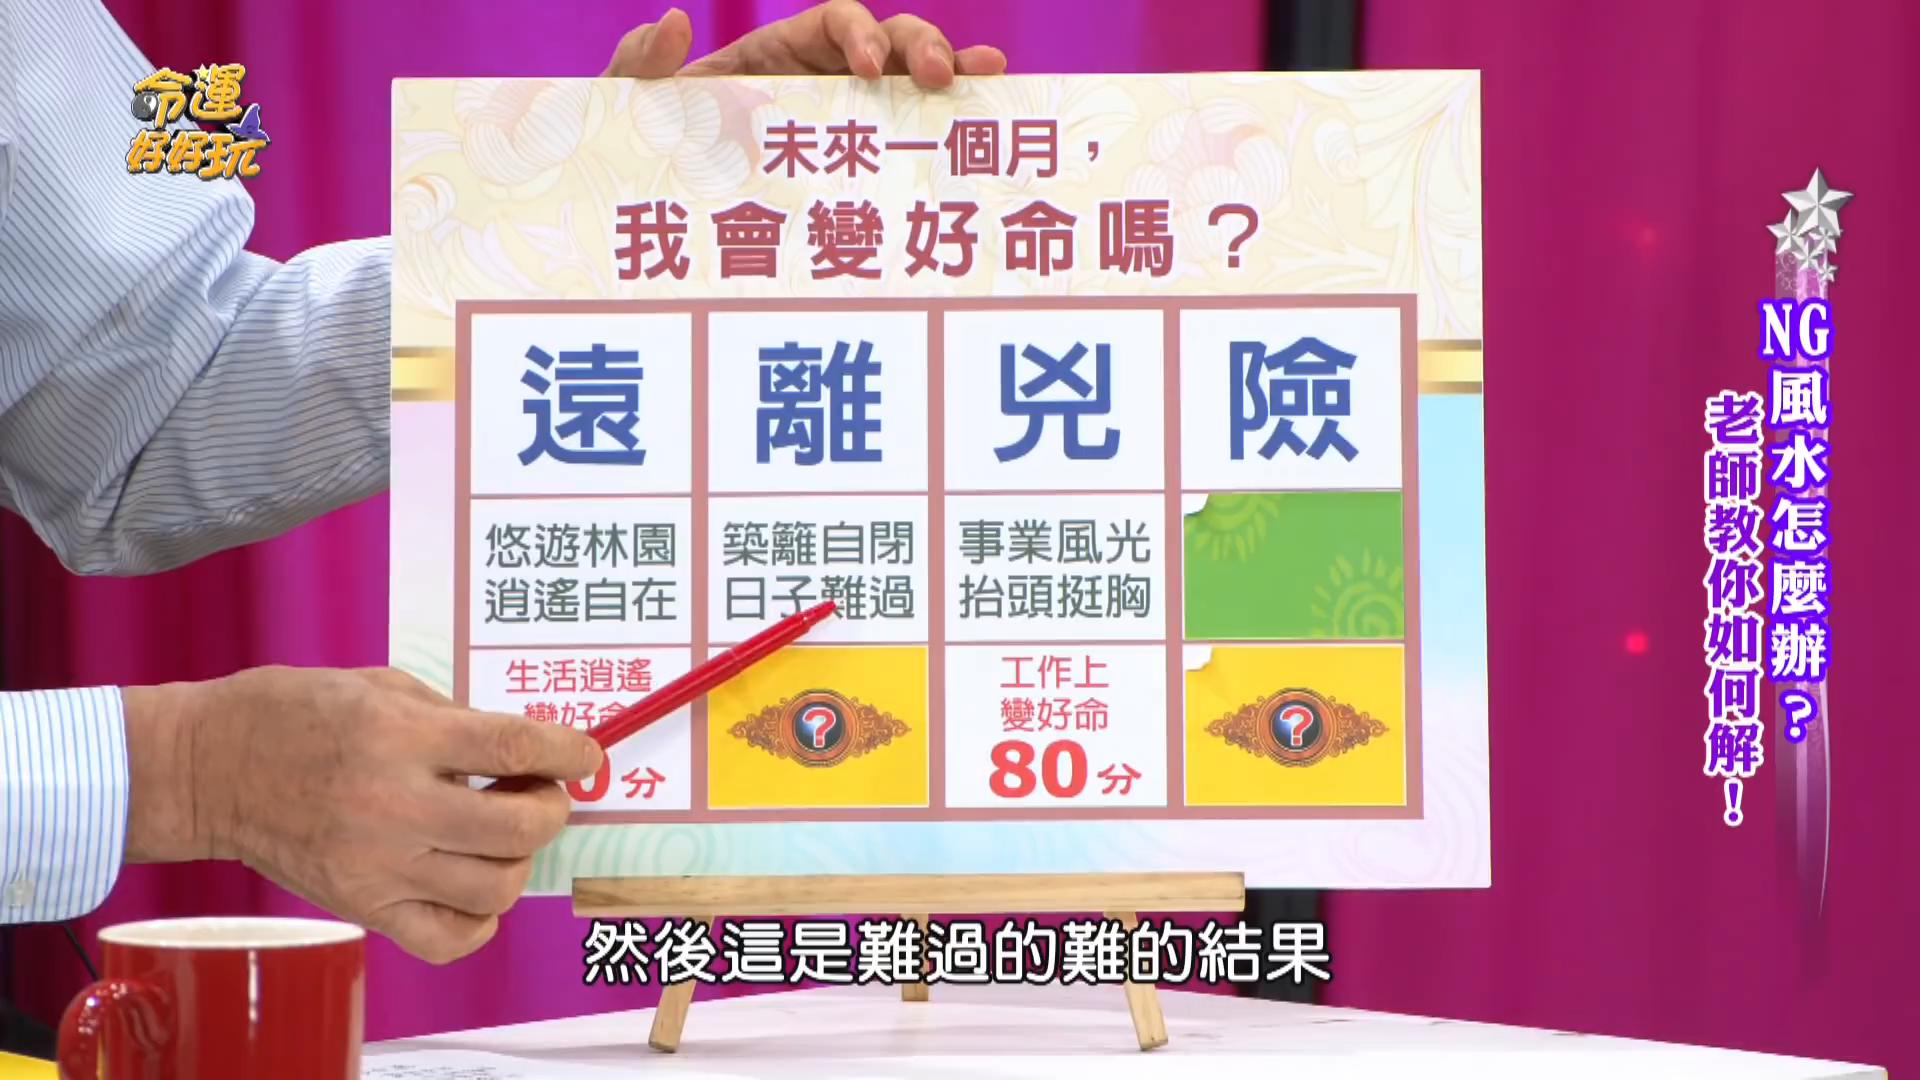 命運
好好玩
未來一個月，
我會變好命嗎？
遠 離 兇 險
悠遊林園
逍遙自在
築籬自閉
日子難過
事業風光
抬頭挺胸
生活逍遙
變好命
0分
?
工作上
變好命
80分
?
NG風水怎麼辦？
老師教你如何解！
然後這是難過的難的結果